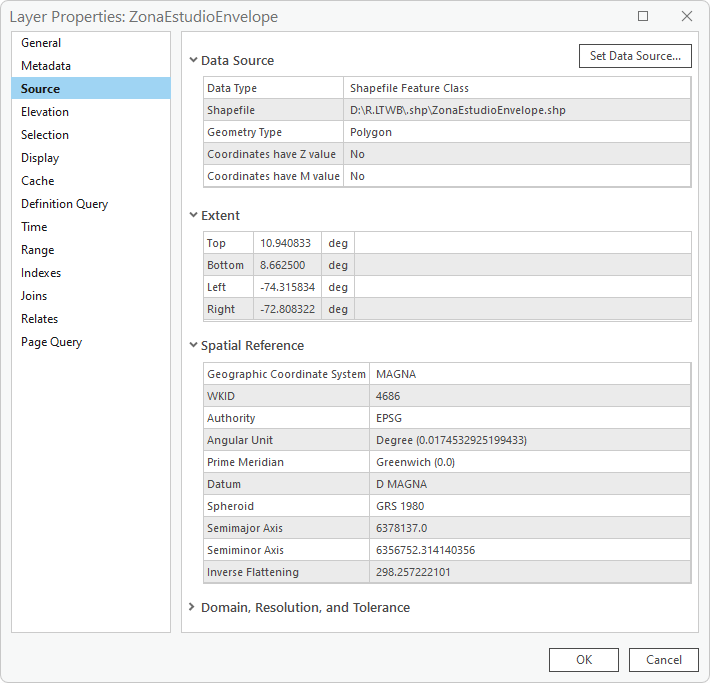 Layer Properties: ZonaEstudioEnvelope
General
Metadata
Source
Elevation
Selection
Display
Cache
Definition Query
Time
Range
Indexes
Joins
Relates
Page Query
Data Source
Set Data Source...
Data Type Shapefile Feature Class
Shapefile D:\R.LTWB\.shp\ZonaEstudioEnvelope.shp
Geometry Type Polygon
Coordinates have Z value No
Coordinates have M value No
Extent
Top 10.940833 deg
Bottom 8.662500 deg
Left -74.315834 deg
Right -72.808322 deg
Spatial Reference
Geographic Coordinate System MAGNA
WKID 4686
Authority EPSG
Angular Unit Degree (0.0174532925199433)
Prime Meridian Greenwich (0.0)
Datum D MAGNA
Spheroid GRS 1980
Semimajor Axis 6378137.0
Semiminor Axis 6356752.314140356
Inverse Flattening 298.257222101
Domain, Resolution, and Tolerance
OK Cancel